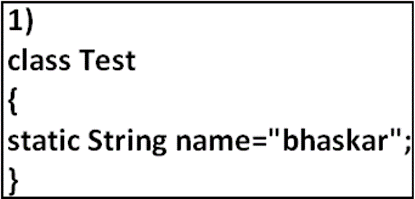 1)
class Test
{
static String name="bhaskar";
}